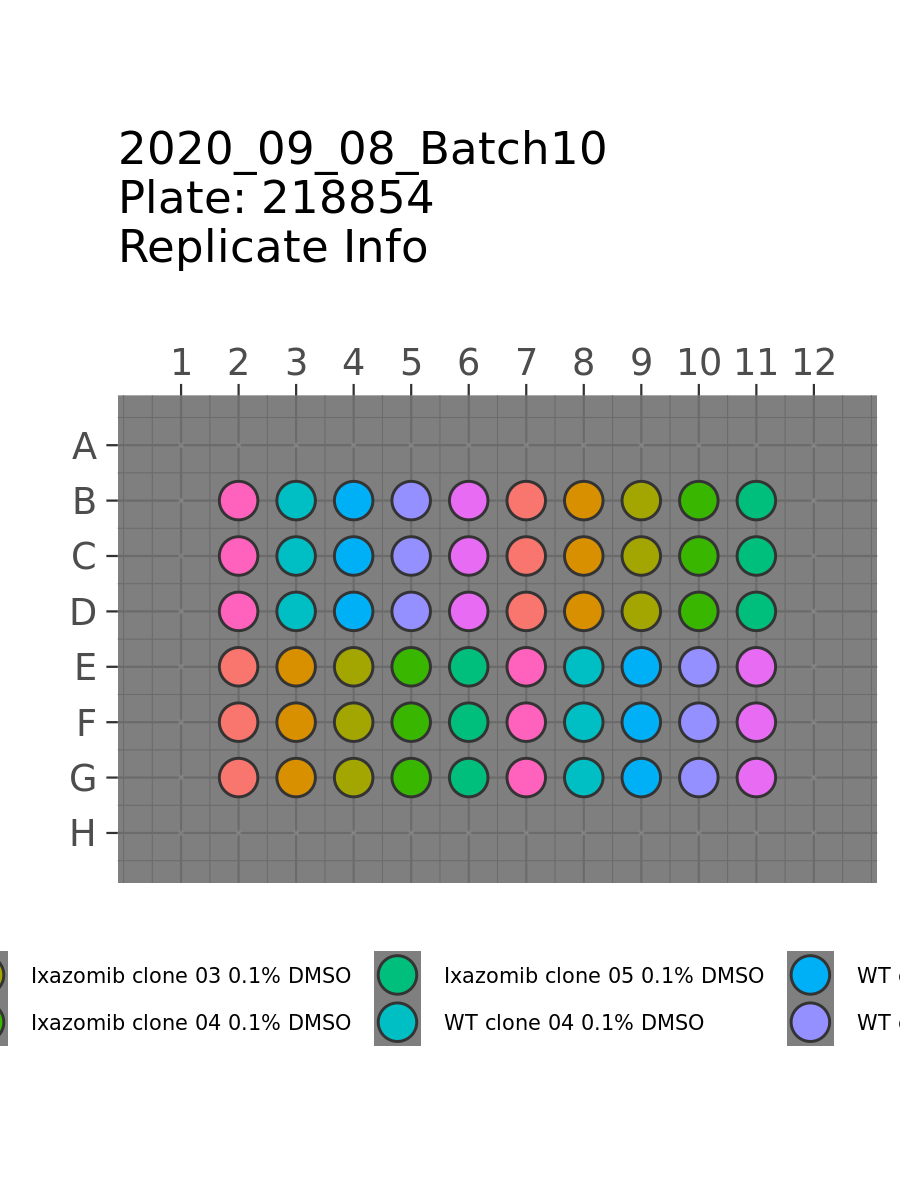 2020_09_08_Batch10
Plate: 218854
Replicate Info
1 2 3 4 5 6 7 8 9 10 11 12
A
B
C
D
E
F
G
H
Ixazomib clone 03 0.1% DMSO Ixazomib clone 05 0.1% DMSO WT
Ixazomib clone 04 0.1% DMSO WT clone 04 0.1% DMSO WT